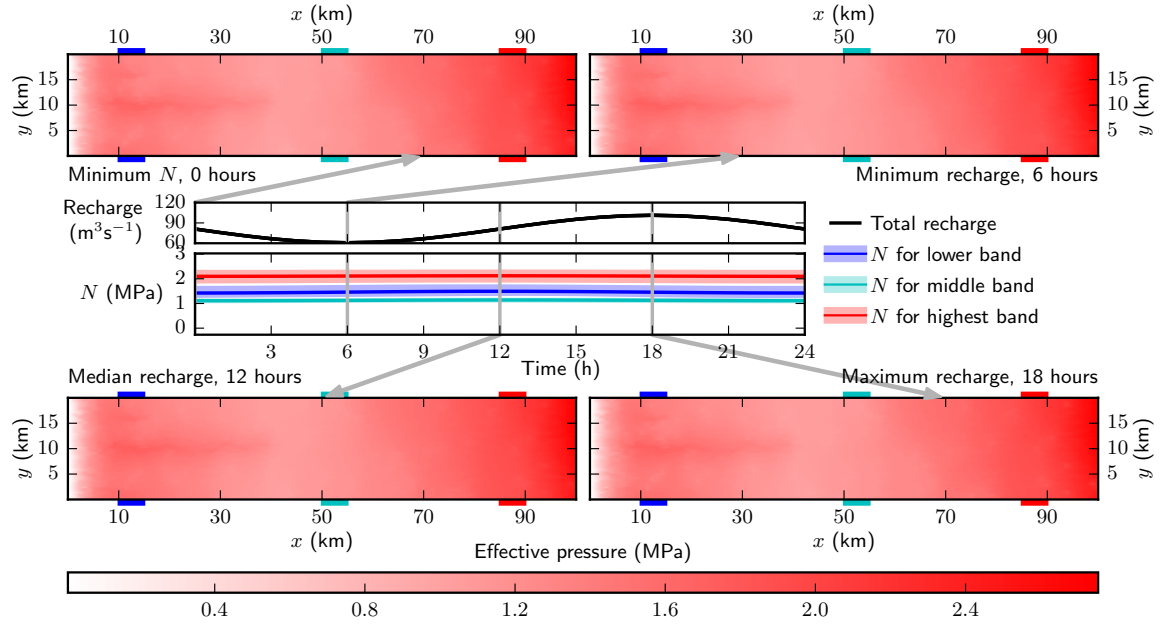 x (km)
x (km)
10 30 50 70 90
10 30 50 70 90
y (km)
15
10
5
15
10
5
y (km)
Minimum N, 0 hours
Minimum recharge, 6 hours
Recharge
(m³s⁻¹)
120
90
60
Total recharge
N for lower band
N for middle band
N for highest band
N (MPa)
3
2
1
0
3 6 9 12 15 18 21 24
Time (h)
Median recharge, 12 hours
Maximum recharge, 18 hours
y (km)
15
10
5
15
10
5
y (km)
10 30 50 70 90
10 30 50 70 90
x (km)
x (km)
Effective pressure (MPa)
0.4 0.8 1.2 1.6 2.0 2.4